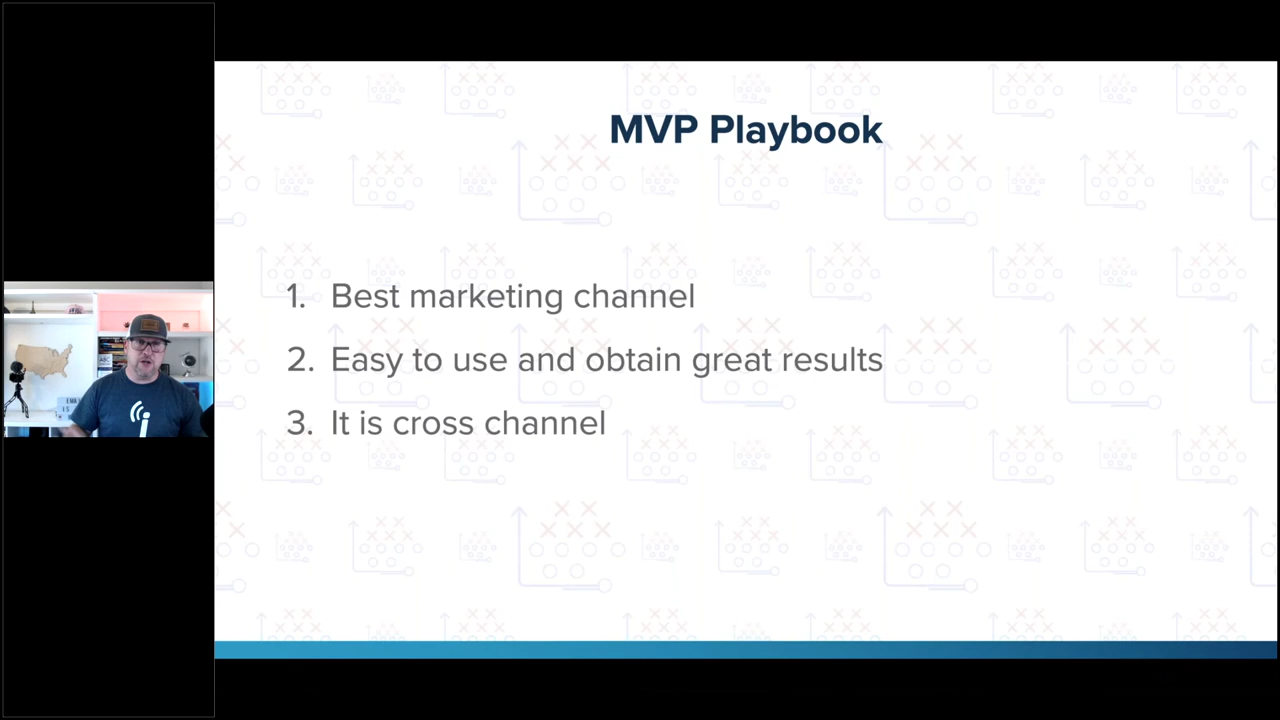 MVP Playbook
1. Best marketing channel
2. Easy to use and obtain great results
3. It is cross channel